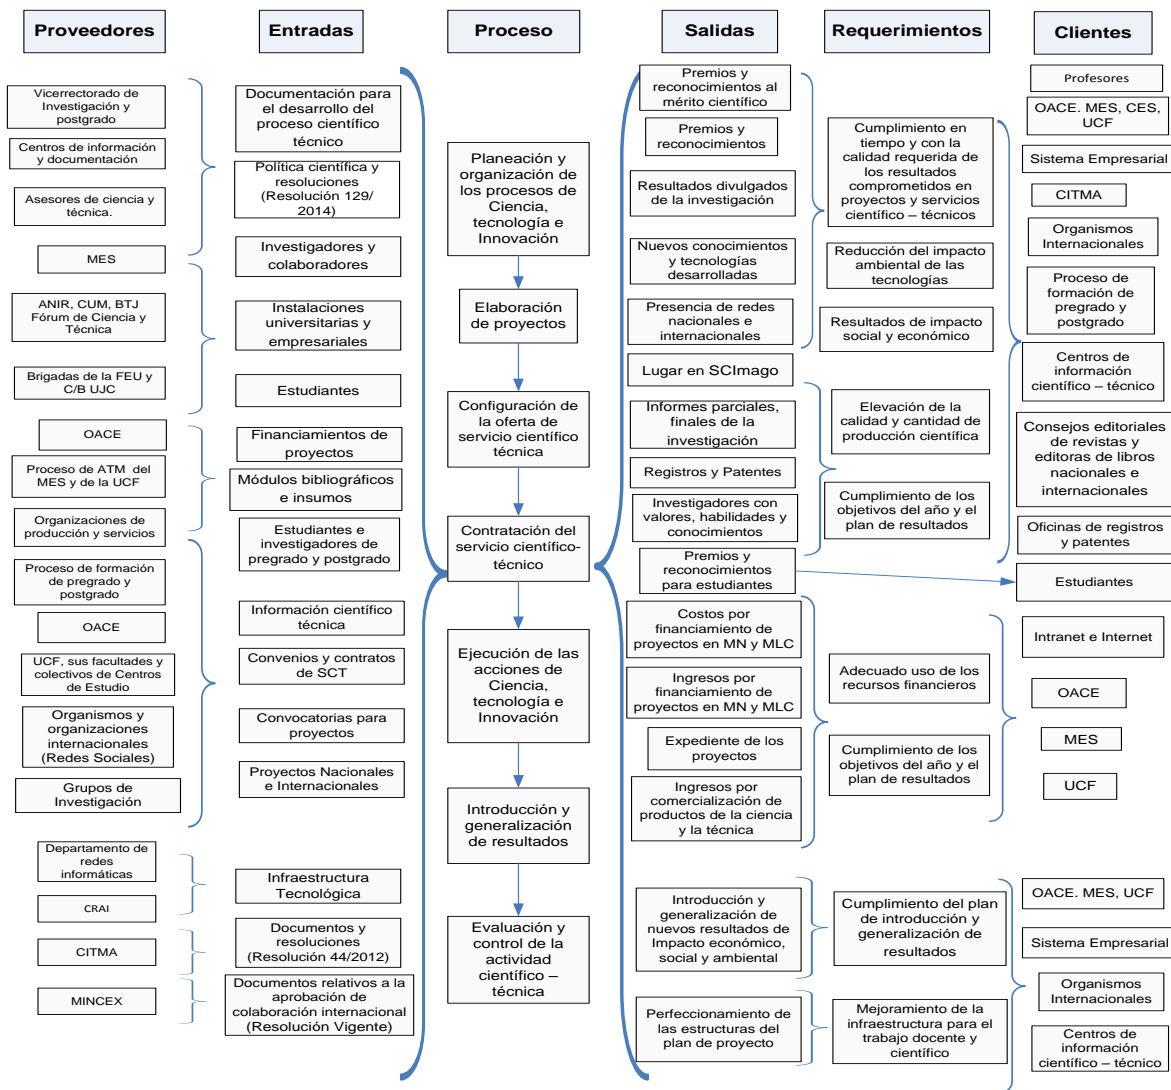 Proveedores
Entradas
Proceso
Salidas
Requerimientos
Clientes
Vicerrectorado de
Investigación y
postgrado
Centros de información
y documentación
Asesores de ciencia y
técnica.
MES
ANIR, CUM, BTJ
Fórum de Ciencia y
Técnica
Brigadas de la FEU y
C/B UJC
OACE
Proceso de ATM del
MES y de la UCF
Organizaciones de
producción y servicios
Proceso de formación
de pregrado y
postgrado
OACE
UCF, sus facultades y
colectivos de Centros
de Estudio
Organismos y
organizaciones
internacionales
(Redes Sociales)
Grupos de
Investigación
Departamento de
redes
informáticas
CRAI
CITMA
MINCEX
Documentación para
el desarrollo del
proceso científico
técnico
Política científica y
resoluciones
(Resolución 129/
2014)
Investigadores y
colaboradores
Instalaciones
universitarias y
empresariales
Estudiantes
Financiamientos de
proyectos
Módulos bibliográficos
e insumos
Estudiantes e
investigadores de
pregrado y postgrado
Información científico
técnica
Convenios y contratos
de SCT
Convocatorias para
proyectos
Proyectos Nacionales
e Internacionales
Infraestructura
Tecnológica
Documentos y
resoluciones
(Resolución 44/2012)
Documentos relativos a la
aprobación de
colaboración internacional
(Resolución Vigente)
Planeación y
organización de
los procesos de
Ciencia,
tecnología e
Innovación
Elaboración
de proyectos
Configuración de
la oferta de
servicio científico
técnica
Contratación del
servicio científico-
técnico
Ejecución de las
acciones de
Ciencia,
tecnología e
Innovación
Introducción y
generalización
de resultados
Evaluación y
control de la
actividad
científico –
técnica
Premios y
reconocimientos al
mérito científico
Premios y
reconocimientos
Resultados divulgados
de la investigación
Nuevos conocimientos
y tecnologías
desarrolladas
Presencia de redes
nacionales e
internacionales
Lugar en SCImago
Informes parciales,
finales de la
investigación
Registros y Patentes
Investigadores con
valores, habilidades y
conocimientos
Premios y
reconocimientos
para estudiantes
Costos por
financiamiento de
proyectos en MN y MLC
Ingresos por
financiamiento de
proyectos en MN y MLC
Expediente de los
proyectos
Ingresos por
comercialización de
productos de la ciencia
y la técnica
Introducción y
generalización de
nuevos resultados de
Impacto económico,
social y ambiental
Perfeccionamiento de
las estructuras del
plan de proyecto
Cumplimiento en
tiempo y con la
calidad requerida de
los resultados
comprometidos en
proyectos y servicios
científico – técnicos
Reducción del impacto
ambiental de las
tecnologías
Resultados de impacto
social y económico
Elevación de la
calidad y cantidad de
producción científica
Cumplimiento de los
objetivos del año y el
plan de resultados
Adecuado uso de los
recursos financieros
Cumplimiento de los
objetivos del año y el
plan de resultados
Cumplimiento del plan
de introducción y
generalización de
resultados
Mejoramiento de la
infraestructura para el
trabajo docente y
científico
Profesores
OACE. MES, CES,
UCF
Sistema Empresarial
CITMA
Organismos
Internacionales
Proceso de
formación de
pregrado y
postgrado
Centros de
información
científico – técnico
Consejos editoriales
de revistas y
editoras de libros
nacionales e
internacionales
Oficinas de registros
y patentes
Estudiantes
Intranet e Internet
OACE
MES
UCF
OACE. MES, UCF
Sistema Empresarial
Organismos
Internacionales
Centros de
información
científico – técnico